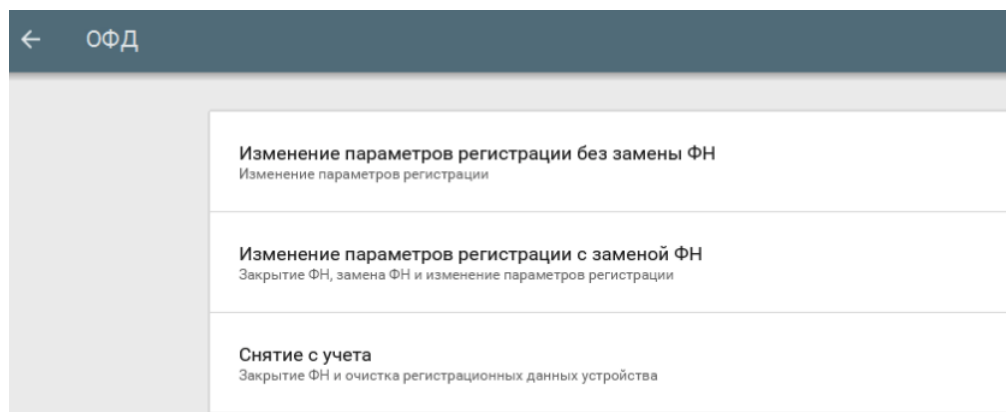 ОФД
Изменение параметров регистрации без замены ФН
Изменение параметров регистрации
Изменение параметров регистрации с заменой ФН
Закрытие ФН, замена ФН и изменение параметров регистрации
Снятие с учета
Закрытие ФН и очистка регистрационных данных устройства